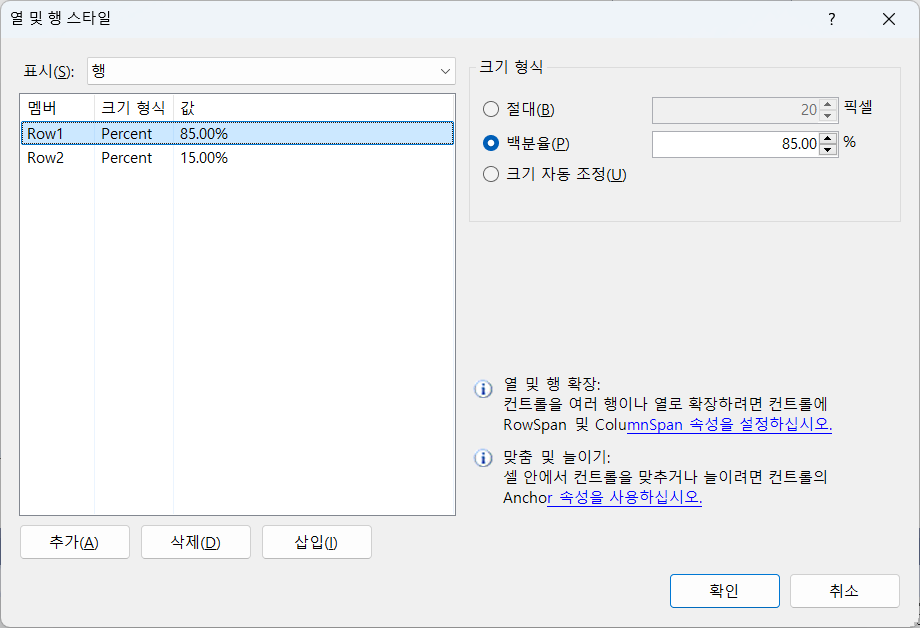 열 및 행 스타일
?
표시(S):
행
멤버 크기 형식 값
Row1 Percent 85.00%
Row2 Percent 15.00%
추가(A) 삭제(D) 삽입(I)
크기 형식
절대(B) 20 픽셀
백분율(P) 85.00 %
크기 자동 조정(U)
열 및 행 확장:
컨트롤을 여러 행이나 열로 확장하려면 컨트롤에
RowSpan 및 ColumnSpan 속성을 설정하십시오.
맞춤 및 늘이기:
셀 안에서 컨트롤을 맞추거나 늘이려면 컨트롤의
Anchor 속성을 사용하십시오.
확인 취소